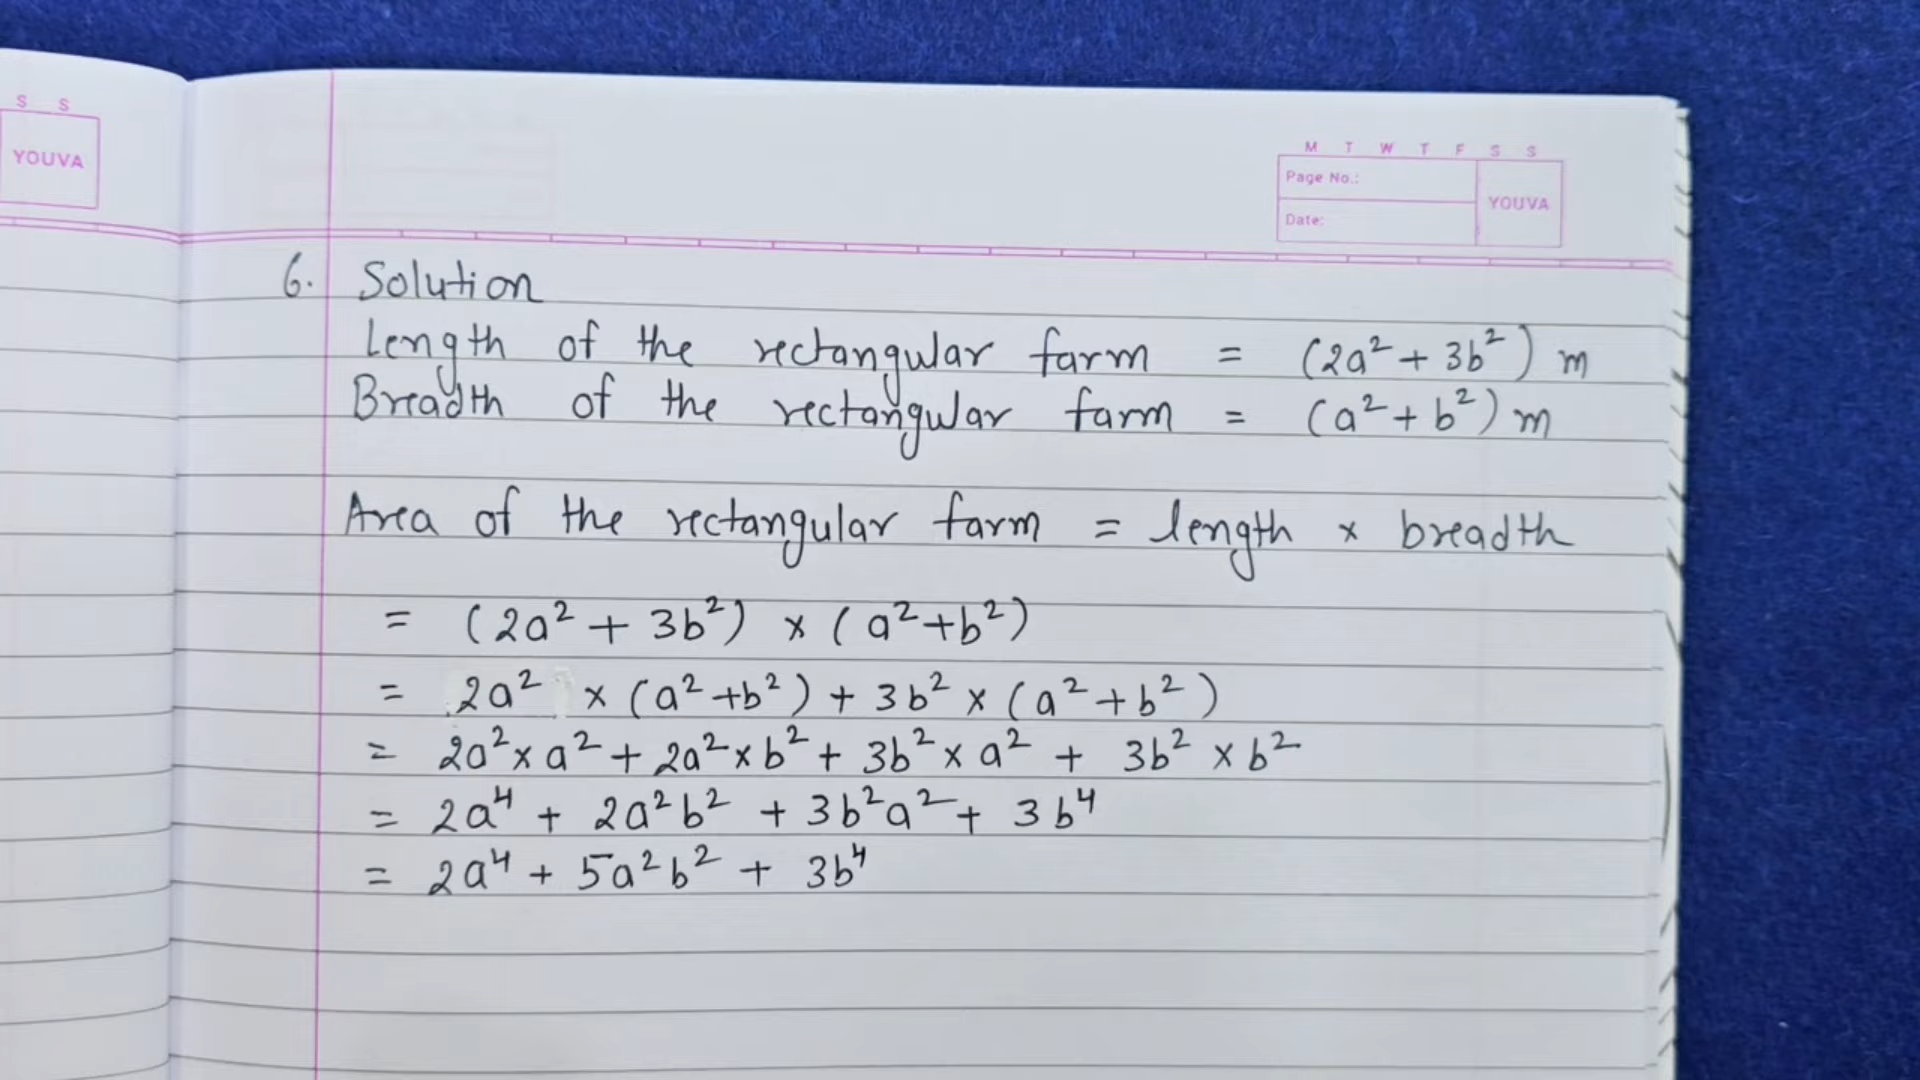 S S
YOUVA
M T W T F S S
Page No.:
YOUVA
Date:
6. Solution
Length of the rectangular farm = (2a² + 3b²) m
Breadth of the rectangular farm = (a² + b²) m
Area of the rectangular farm = length × breadth
= (2a² + 3b²) × (a² + b²)
= 2a² × (a² + b²) + 3b² × (a² + b²)
= 2a² × a² + 2a² × b² + 3b² × a² + 3b² × b²
= 2a⁴ + 2a²b² + 3b²a² + 3b⁴
= 2a⁴ + 5a²b² + 3b⁴